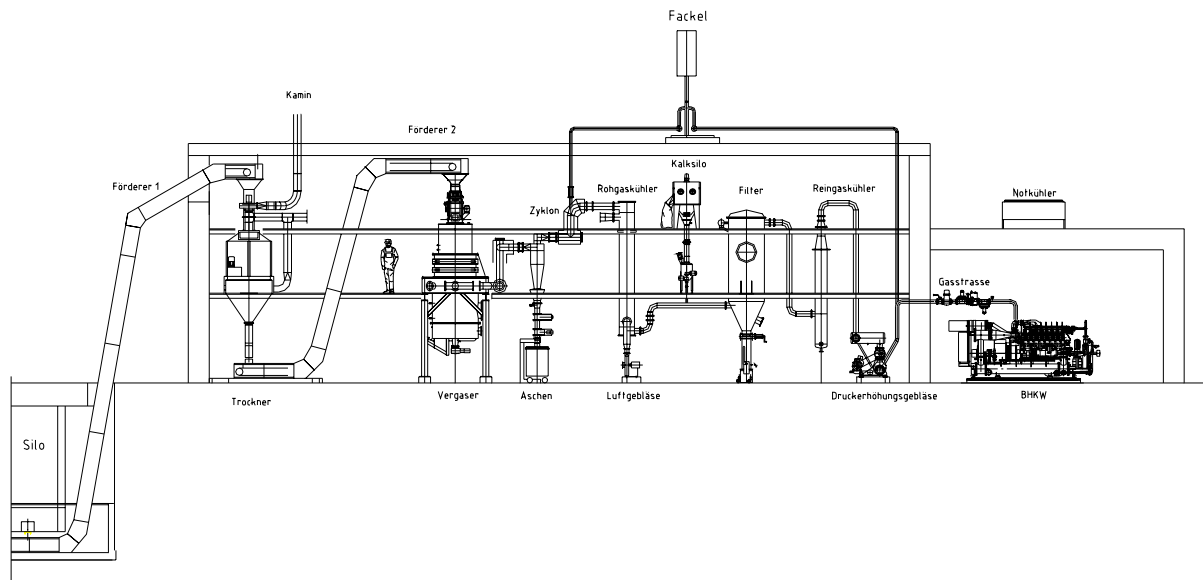 Fackel
Kamin
Förderer 2
Förderer 1
Kalksilo
Rohgaskühler
Filter
Reingaskühler
Notkühler
Zyklon
Gasstrasse
Silo
Trockner
Vergaser
Aschen
Luftgebläse
Druckerhöhungsgebläse
BHKW